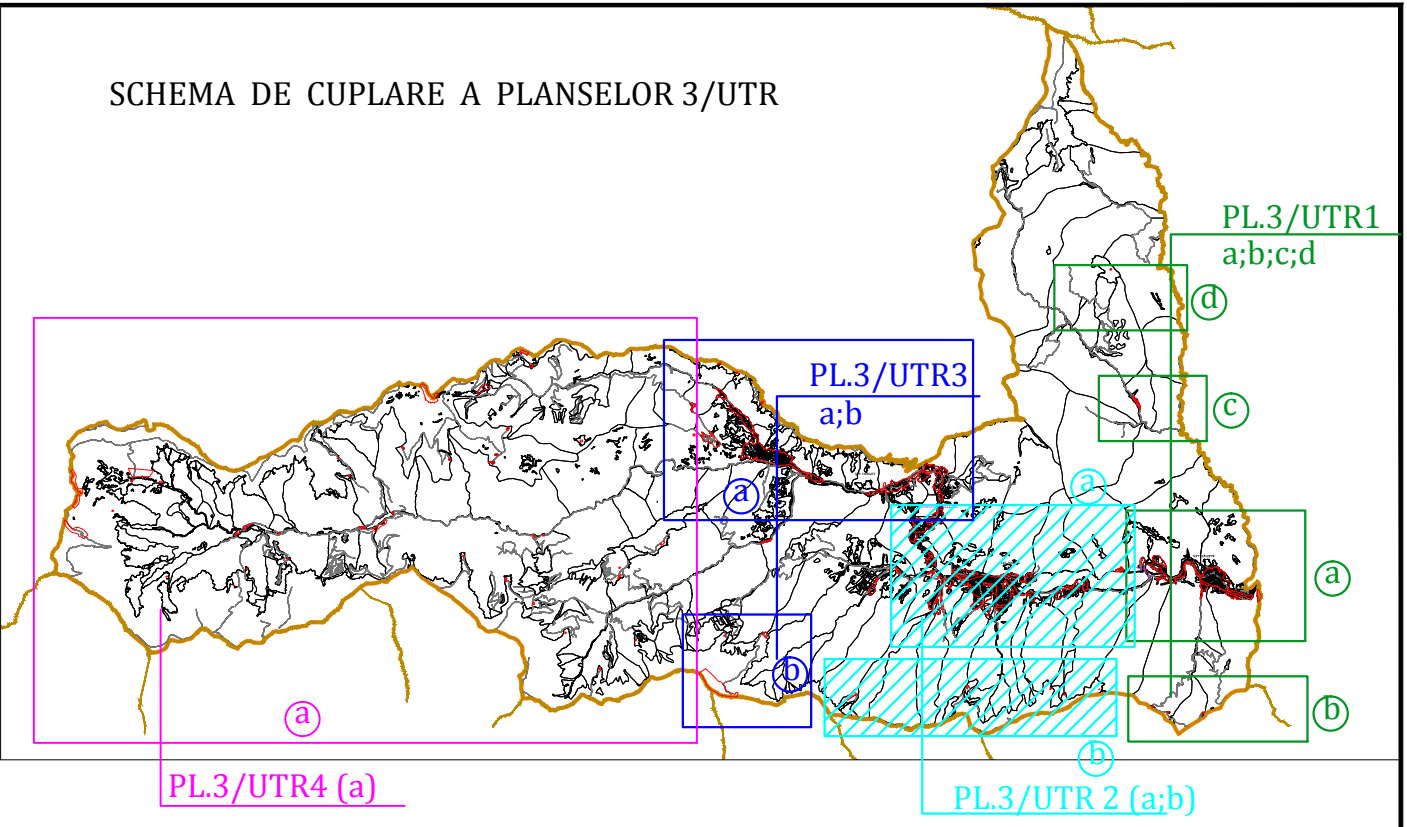 SCHEMA DE CUPLARE A PLANSELOR 3/UTR
PL.3/UTR1
a;b;c;d
d
PL.3/UTR3
a;b
c
a
a
a
b
b
a
b
PL.3/UTR4 (a)
PL.3/UTR 2 (a;b)